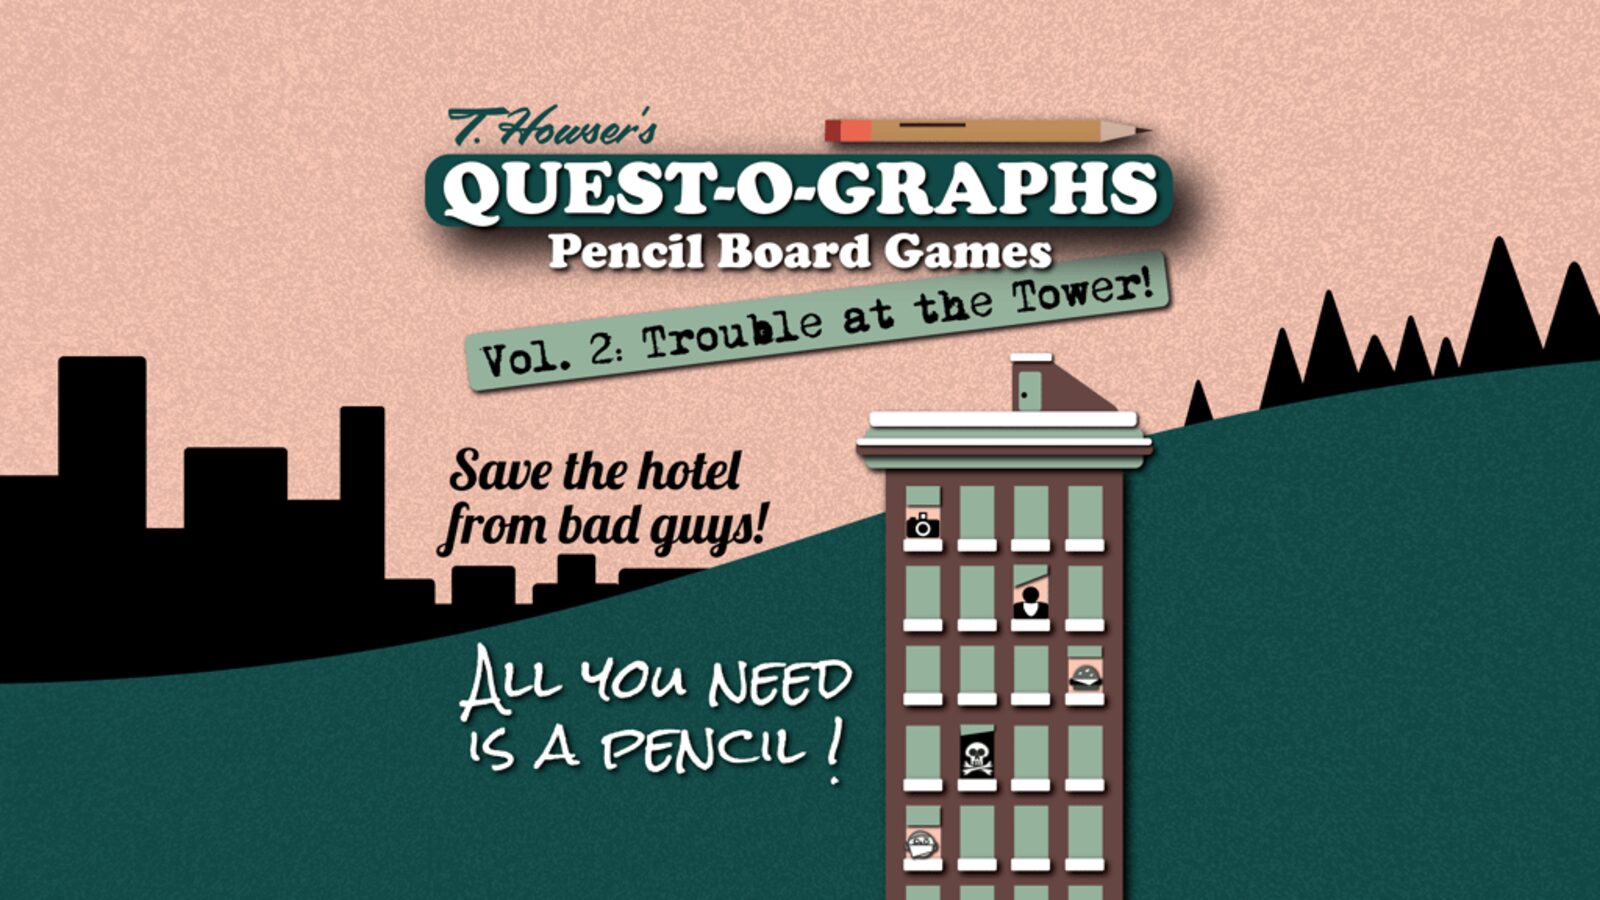 T. Howser's
QUEST-O-GRAPHS
Pencil Board Games
Vol. 2: Trouble at the Tower!
Save the hotel
from bad guys!
ALL YOU NEED
IS A PENCIL!